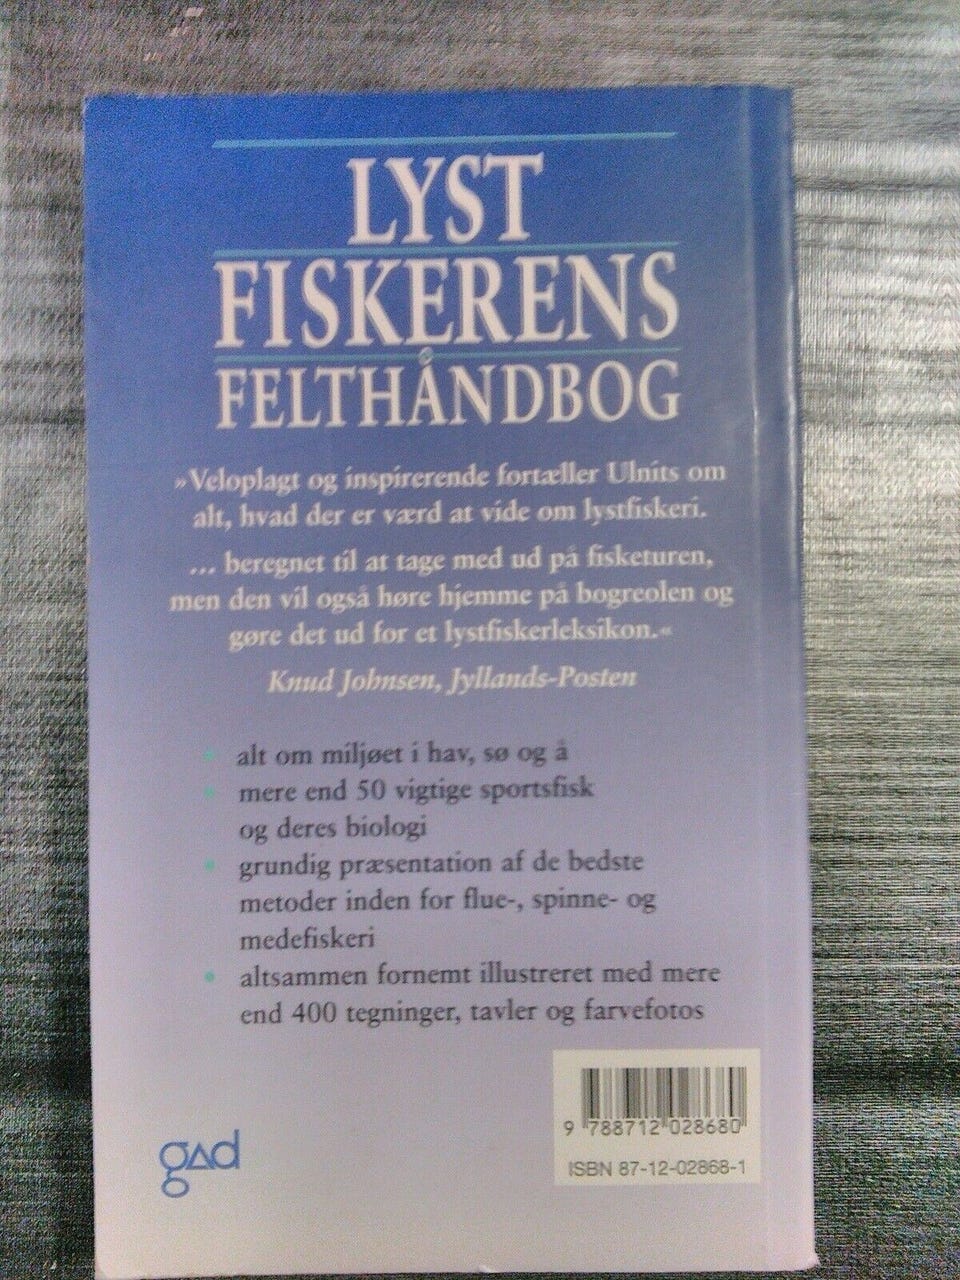 LYST
FISKERENS
FELTHÅNDBOG
»Veloplagt og inspirerende fortæller Ulnits om
alt, hvad der er værd at vide om lystfiskeri.
... beregnet til at tage med ud på fisketuren,
men den vil også høre hjemme på bogreolen og
gøre det ud for et lystfiskerleksikon.«
Knud Johnsen, Jyllands-Posten
• alt om miljøet i hav, sø og å
• mere end 50 vigtige sportsfisk
og deres biologi
• grundig præsentation af de bedste
metoder inden for flue-, spinne- og
medefiskeri
• altsammen fornemt illustreret med mere
end 400 tegninger, tavler og farvefotos
9 788712 028680
ISBN 87-12-02868-1
gad